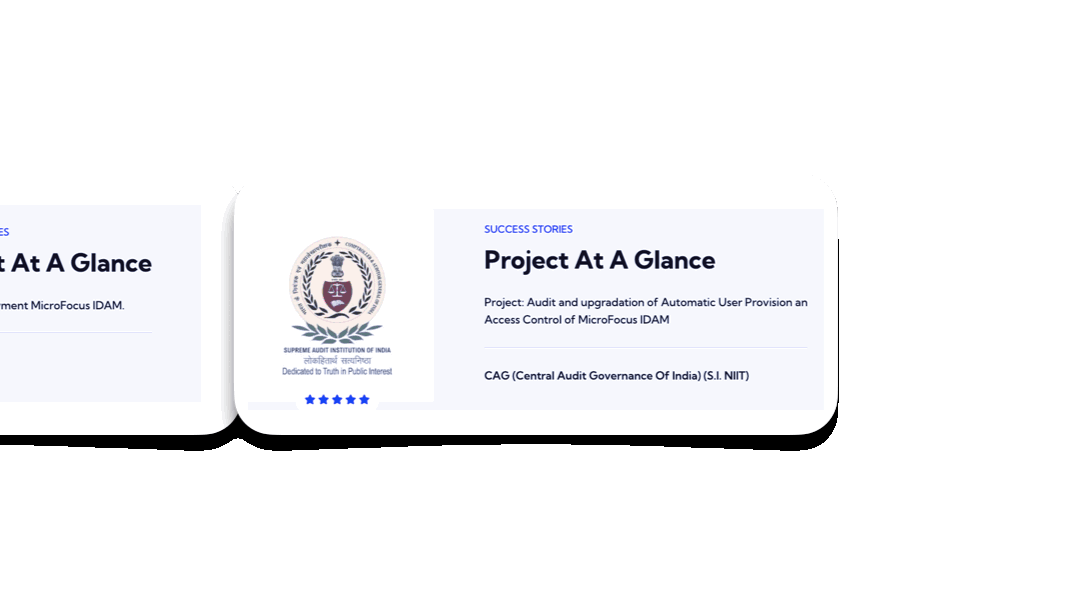 ES
t At A Glance
ment MicroFocus IDAM.
SUCCESS STORIES
Project At A Glance
Project: Audit and upgradation of Automatic User Provision an
Access Control of MicroFocus IDAM
CAG (Central Audit Governance Of India) (S.I. NIIT)
SUPREME AUDIT INSTITUTION OF INDIA
लोकहितार्थ सत्यनिष्ठा
Dedicated to Truth in Public Interest